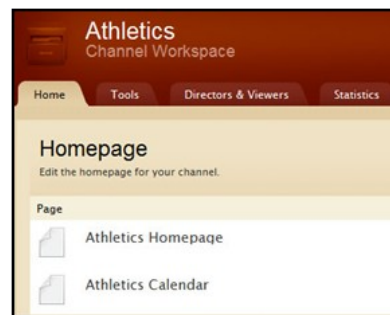 Athletics
Channel Workspace
Home Tools Directors & Viewers Statistics
Homepage
Edit the homepage for your channel.
Page
Athletics Homepage
Athletics Calendar